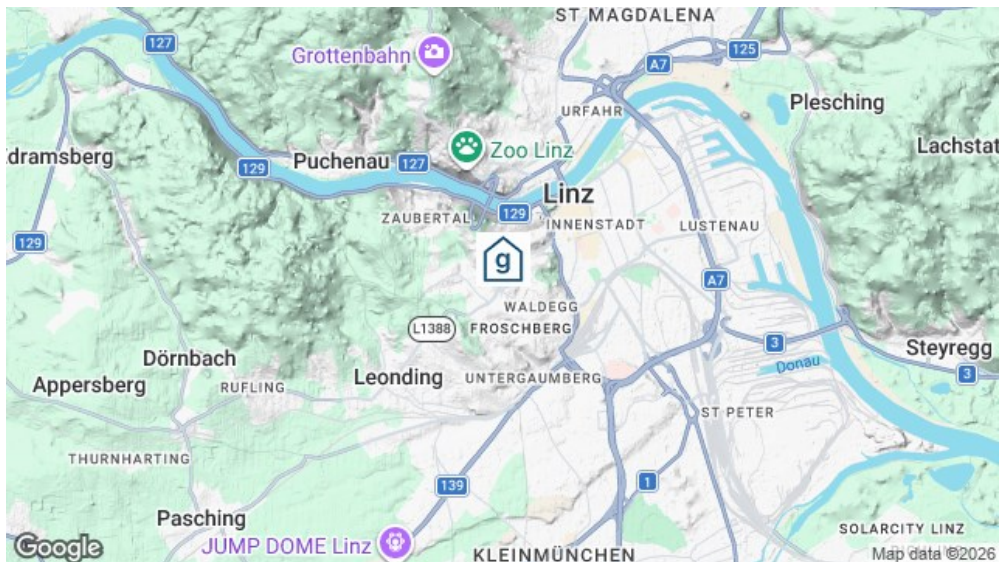 ST MAGDALENA
127
125
Grottenbahn
A7
Plesching
URFAHR
Zoo Linz
Lachstat
Puchenau
127
129
Linz
129
ZAUBERTAL
INNENSTADT
LUSTENAU
129
g
A7
WALDEGG
L1388
FROSCHBERG
3
Steyregg
Dörnbach
Donau
3
Leonding
UNTERGAUMBERG
Appersberg
RUFLING
ST PETER
THURNHARTING
139
1
Pasching
SOLARCITY LINZ
JUMP DOME Linz
KLEINMÜNCHEN
Google
Map data ©2026